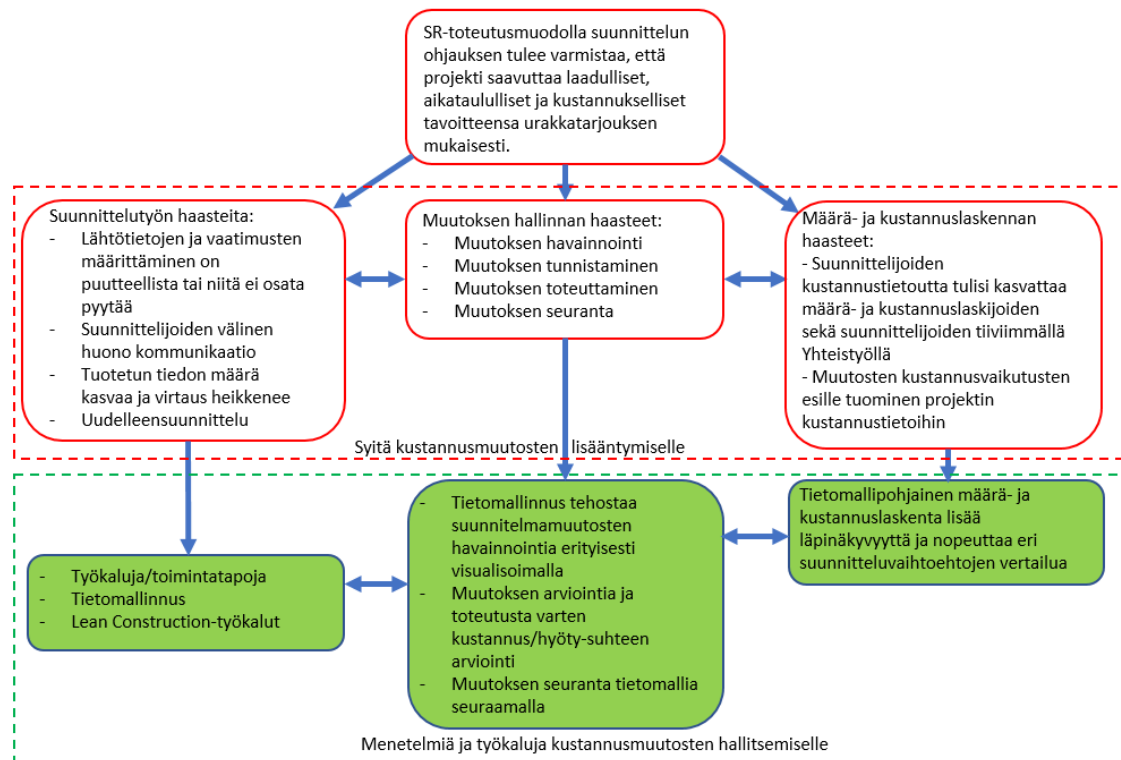 SR-toteutusmuodolla suunnittelun
ohjauksen tulee varmistaa, että
projekti saavuttaa laadulliset,
aikataululliset ja kustannukselliset
tavoitteensa urakkatarjouksen
mukaisesti.
Suunnittelutyön haasteita:
- Lähtötietojen ja vaatimusten
määrittäminen on
puutteellista tai niitä ei osata
pyytää
- Suunnittelijoiden välinen
huono kommunikaatio
- Tuotetun tiedon määrä
kasvaa ja virtaus heikkenee
- Uudelleensuunnittelu
Muutoksen hallinnan haasteet:
- Muutoksen havainnointi
- Muutoksen tunnistaminen
- Muutoksen toteuttaminen
- Muutoksen seuranta
Määrä- ja kustannuslaskennan
haasteet:
- Suunnittelijoiden
kustannustietoutta tulisi kasvattaa
määrä- ja kustannuslaskijoiden
sekä suunnittelijoiden tiiviimmällä
Yhteistyöllä
- Muutosten kustannusvaikutusten
esille tuominen projektin
kustannustietoihin
Syitä kustannusmuutosten lisääntymiselle
- Työkaluja/toimintatapoja
- Tietomallinnus
- Lean Construction-työkalut
- Tietomallinnus tehostaa
suunnitelmamuutosten
havainnointia erityisesti
visualisoimalla
- Muutoksen arviointia ja
toteutusta varten
kustannus/hyöty-suhteen
arviointi
- Muutoksen seuranta tietomallia
seuraamalla
Tietomallipohjainen määrä- ja
kustannuslaskenta lisää
läpinäkyvyyttä ja nopeuttaa eri
suunnitteluvaihtoehtojen vertailua
Menetelmiä ja työkaluja kustannusmuutosten hallitsemiselle